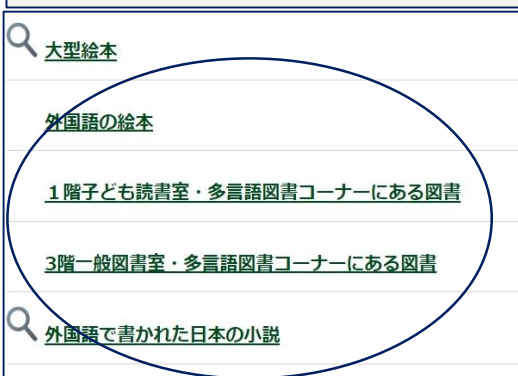 大型絵本
外国語の絵本
１階子ども読書室・多言語図書コーナーにある図書
3階一般図書室・多言語図書コーナーにある図書
外国語で書かれた日本の小説